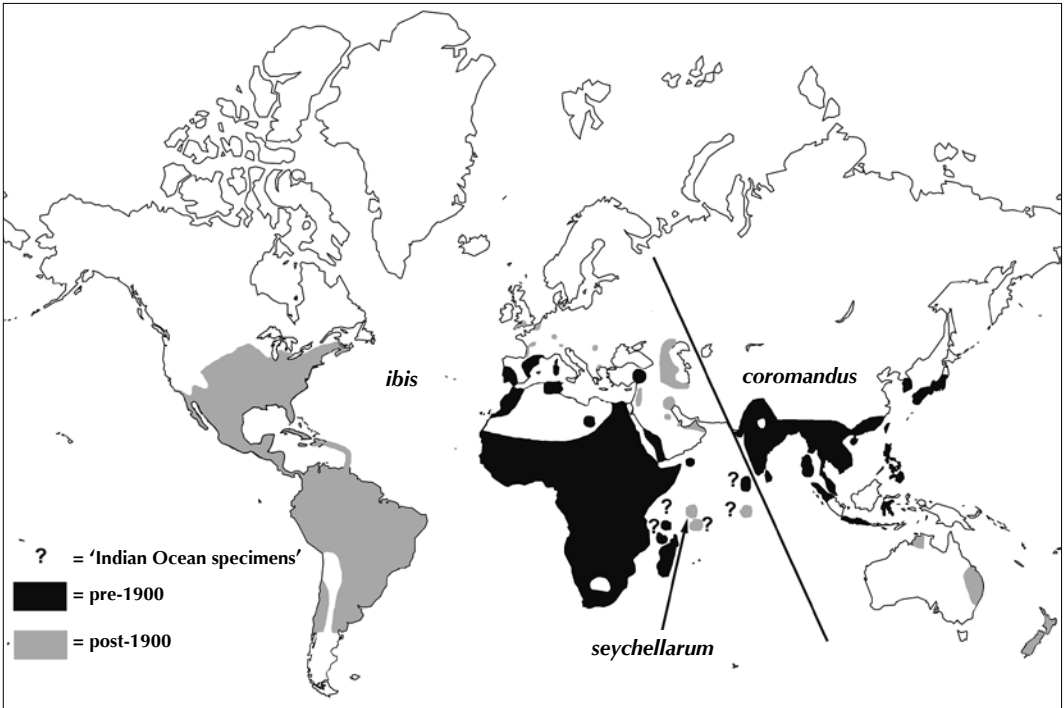 ibis
coromandus
?
?
?
?
?
? = 'Indian Ocean specimens'
= pre-1900
= post-1900
seychellarum